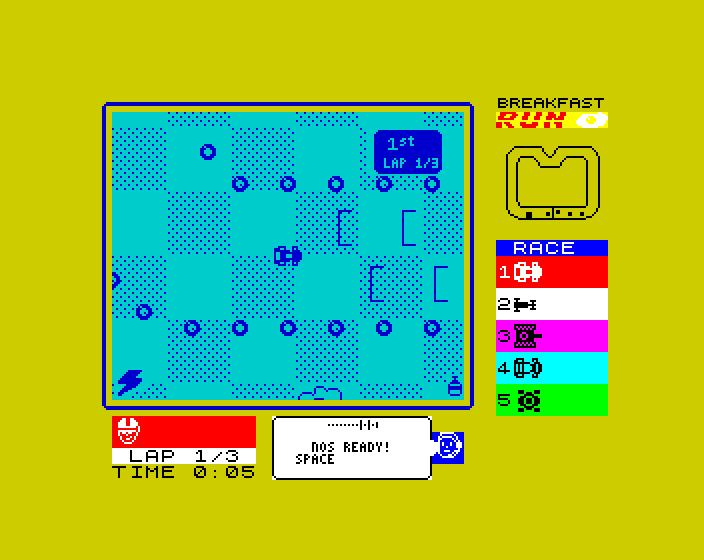 BREAKFAST
RUN
1st
LAP 1/3
RACE
1
2
3
4
5
LAP 1/3
TIME 0:05
NOS READY!
SPACE